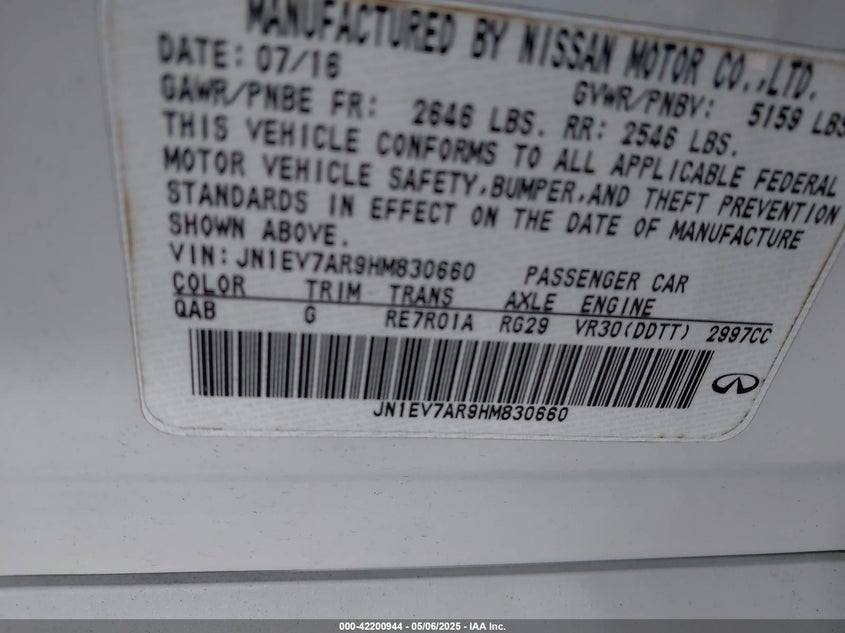 MANUFACTURED BY NISSAN MOTOR CO.,LTD.
DATE: 07/16 GVWR/PNBV: 5159 LBS
GAWR/PNBE FR: 2646 LBS. RR: 2546 LBS.
THIS VEHICLE CONFORMS TO ALL APPLICABLE FEDERAL
MOTOR VEHICLE SAFETY,BUMPER,AND THEFT PREVENTION
STANDARDS IN EFFECT ON THE DATE OF MANUFACTURE
SHOWN ABOVE.
VIN: JN1EV7AR9HM830660 PASSENGER CAR
COLOR TRIM TRANS AXLE ENGINE
QAB G RE7R01A RG29 VR30(DDTT) 2997CC
JN1EV7AR9HM830660
000-42200944 — 05/06/2025 — IAA Inc.